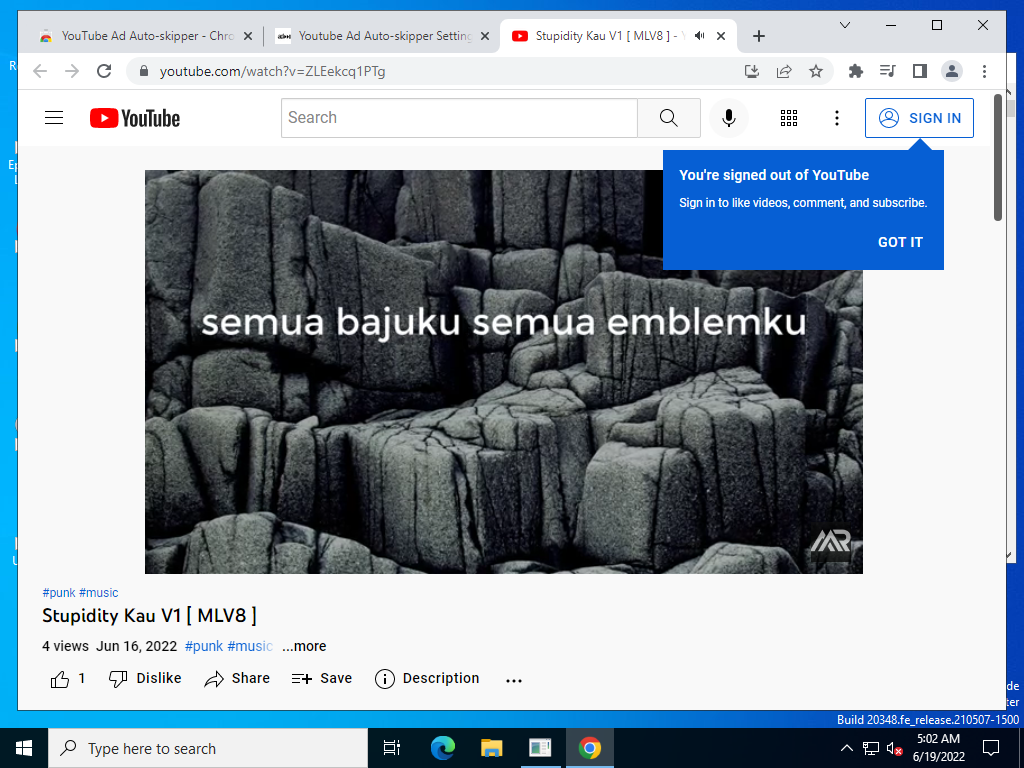 YouTube Ad Auto-skipper - Chro
Youtube Ad Auto-skipper Setting
Stupidity Kau V1 [ MLV8 ] - Y
youtube.com/watch?v=ZLEekcq1PTg
YouTube
Search
SIGN IN
You're signed out of YouTube
Sign in to like videos, comment, and subscribe.
GOT IT
semua bajuku semua emblemku
#punk #music
Stupidity Kau V1 [ MLV8 ]
4 views Jun 16, 2022 #punk #music ...more
1 Dislike Share Save Description ...
Build 20348.fe_release.210507-1500
Type here to search
5:02 AM
6/19/2022